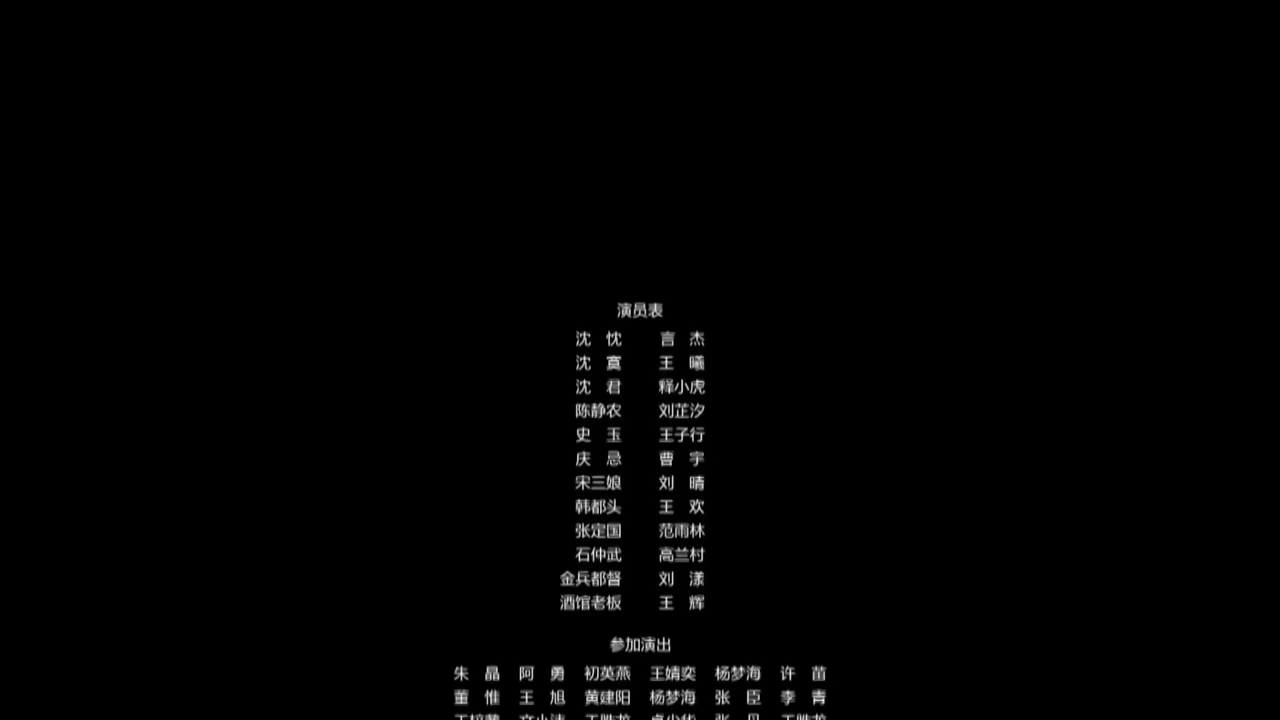 演员表
沈 忱 言 杰
沈 寞 王 曦
沈 君 释小虎
陈静农 刘芷汐
史 玉 王子行
庆 忌 曹 宇
宋三娘 刘 晴
韩都头 王 欢
张定国 范雨林
石仲武 高兰村
金兵都督 刘 漾
酒馆老板 王 辉
参加演出
朱 晶 阿 勇 初英燕 王婧奕 杨梦海 许 苗
董 惟 王 旭 黄建阳 杨梦海 张 臣 李 青